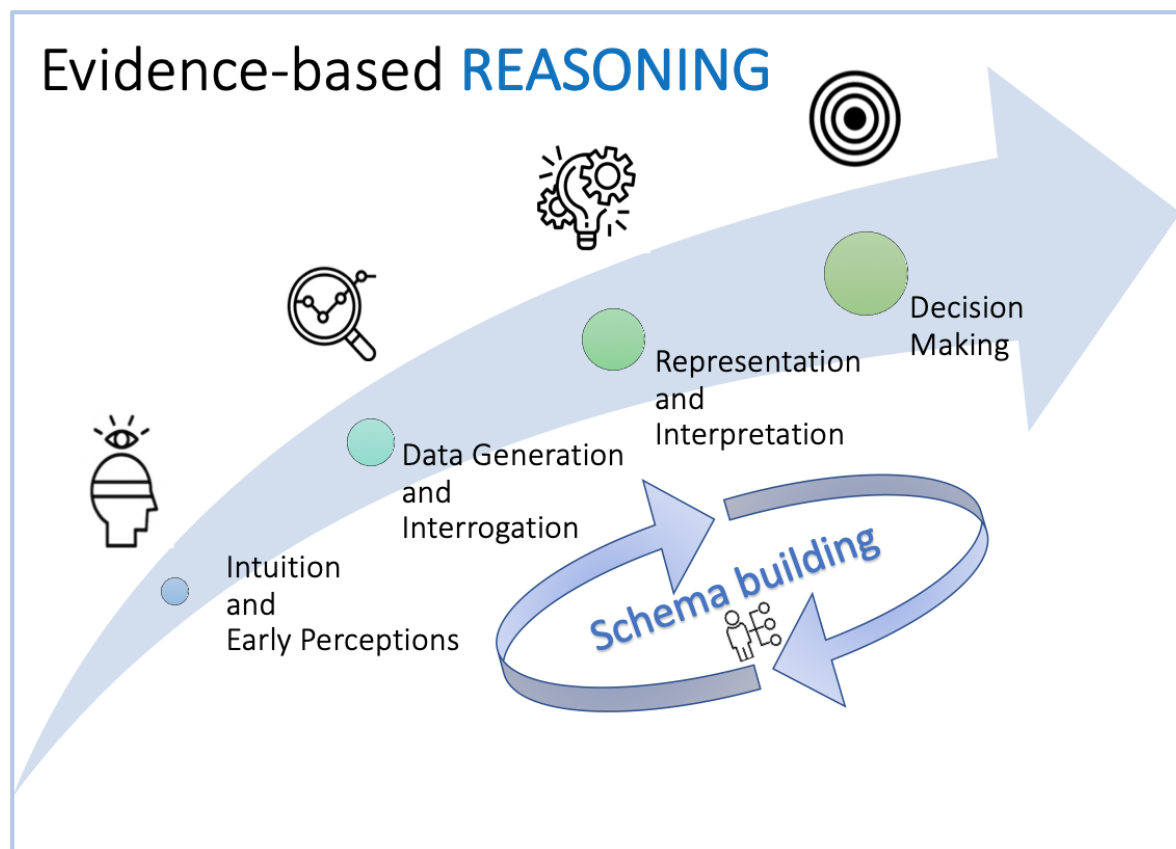 Evidence-based REASONING
Decision
Making
Representation
and
Interpretation
Data Generation
and
Interrogation
Intuition
and
Early Perceptions
Schema building